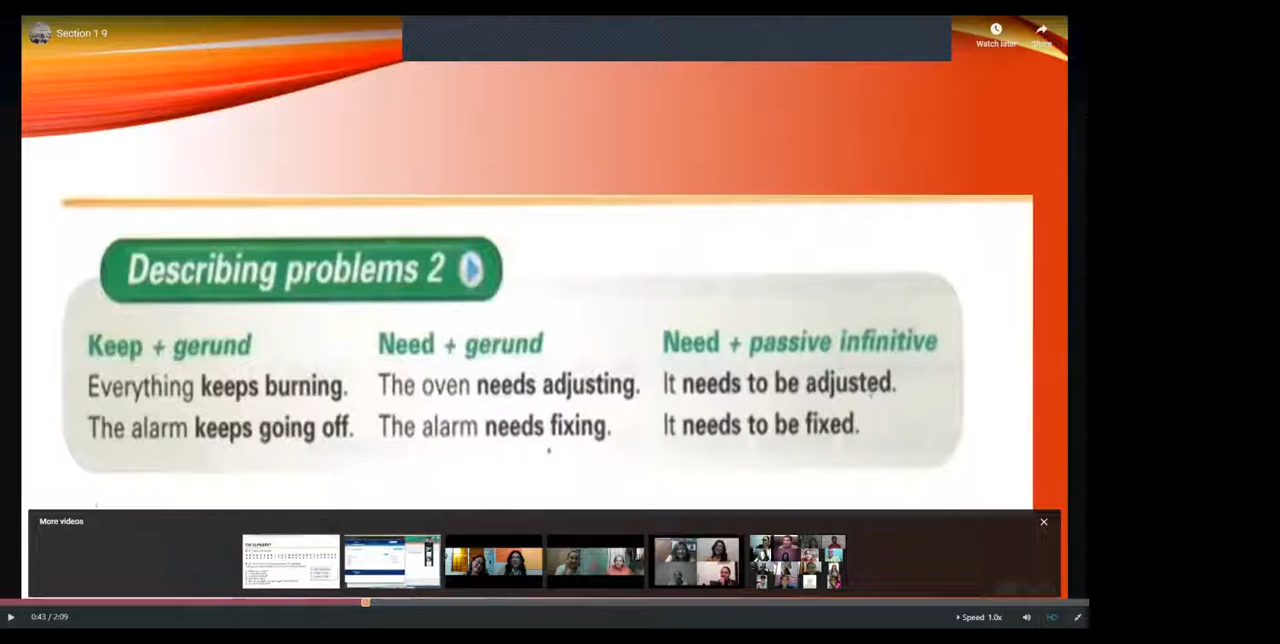 Section 1 9
Watch later
Share
Describing problems 2
Keep + gerund
Everything keeps burning.
The alarm keeps going off.
Need + gerund
The oven needs adjusting.
The alarm needs fixing.
Need + passive infinitive
It needs to be adjusted.
It needs to be fixed.
More videos
0:43 / 2:09
Speed 1.0x
HD